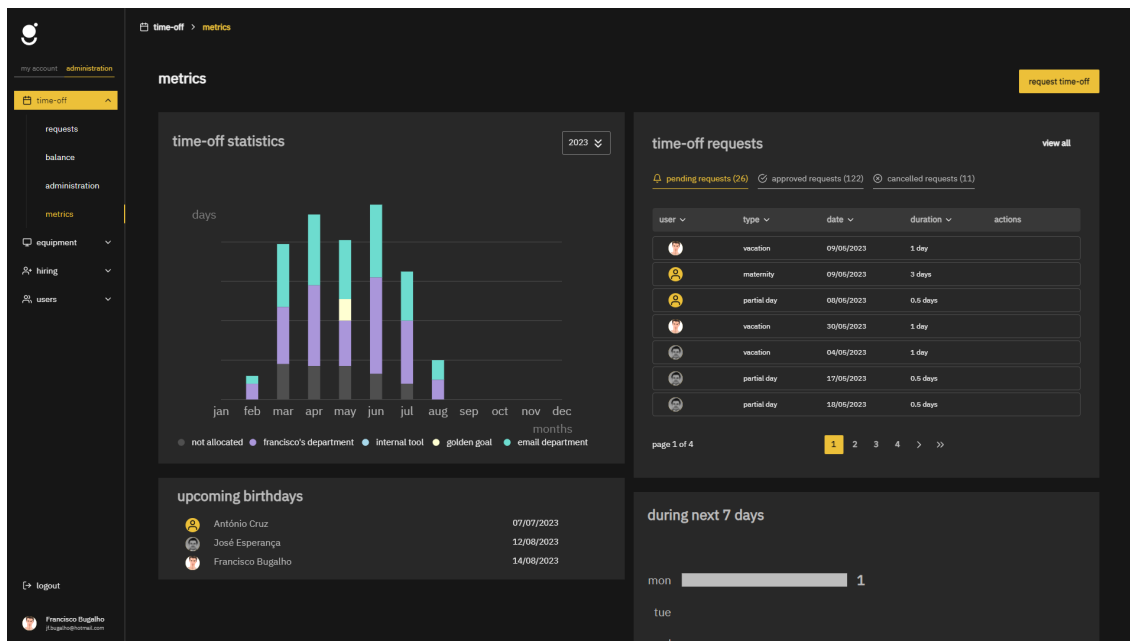 time-off > metrics
my account administration
time-off
requests
balance
administration
metrics
equipment
hiring
users
logout
Francisco Bugalho
jf.bugalho@hotmail.com
metrics
request time-off
time-off statistics
2023
days
jan feb mar apr may jun jul aug sep oct nov dec
months
not allocated francisco's department internal tool golden goal email department
upcoming birthdays
António Cruz 07/07/2023
José Esperança 12/08/2023
Francisco Bugalho 14/08/2023
time-off requests
view all
pending requests (26) approved requests (122) cancelled requests (11)
user type date duration actions
vacation 09/05/2023 1 day
maternity 09/05/2023 3 days
partial day 08/05/2023 0.5 days
vacation 30/05/2023 1 day
vacation 04/05/2023 1 day
partial day 17/05/2023 0.5 days
partial day 18/05/2023 0.5 days
page 1 of 4
1 2 3 4 > >>
during next 7 days
mon 1
tue